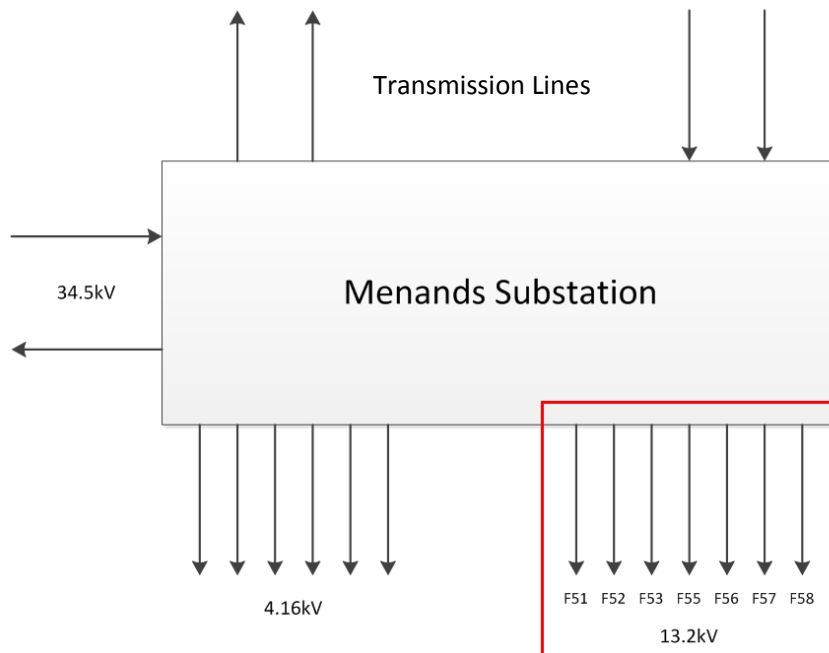 Transmission Lines
34.5kV
Menands Substation
4.16kV
F51 F52 F53 F55 F56 F57 F58
13.2kV